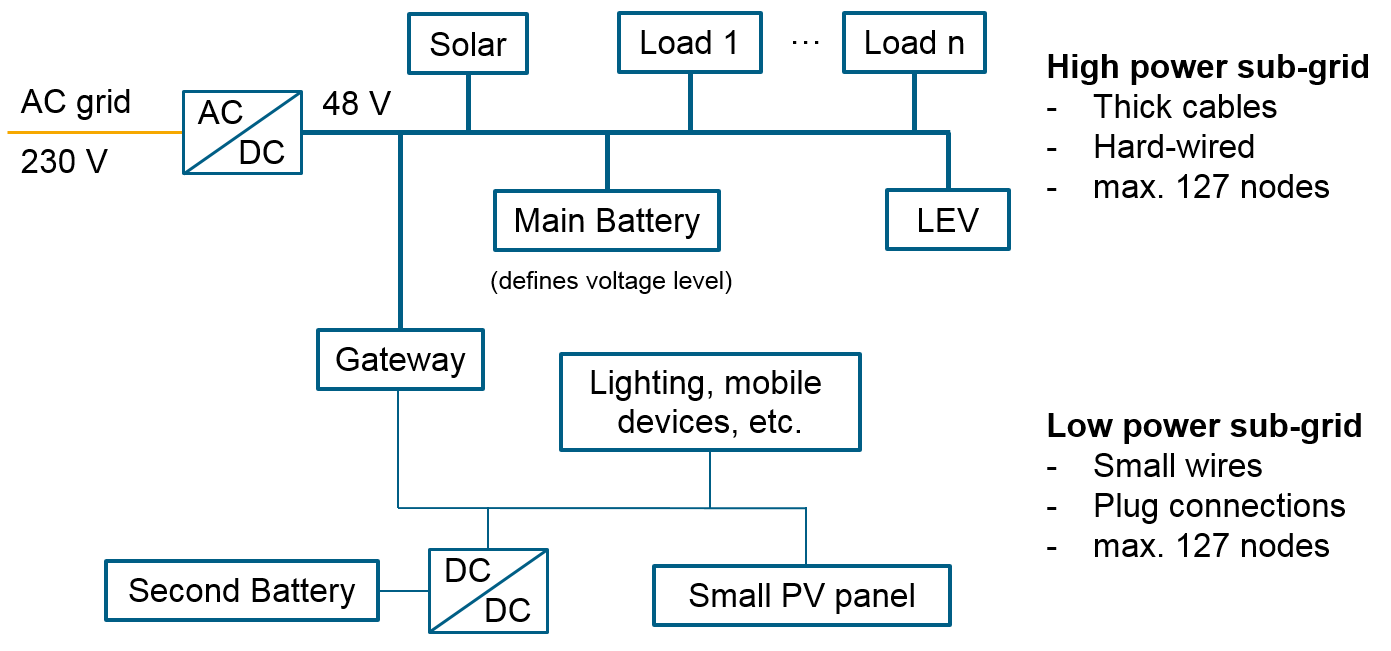 Solar
Load 1
...
Load n
AC grid
230 V
AC
DC
48 V
Main Battery
(defines voltage level)
LEV
High power sub-grid
- Thick cables
- Hard-wired
- max. 127 nodes
Gateway
Lighting, mobile
devices, etc.
Second Battery
DC
DC
Small PV panel
Low power sub-grid
- Small wires
- Plug connections
- max. 127 nodes